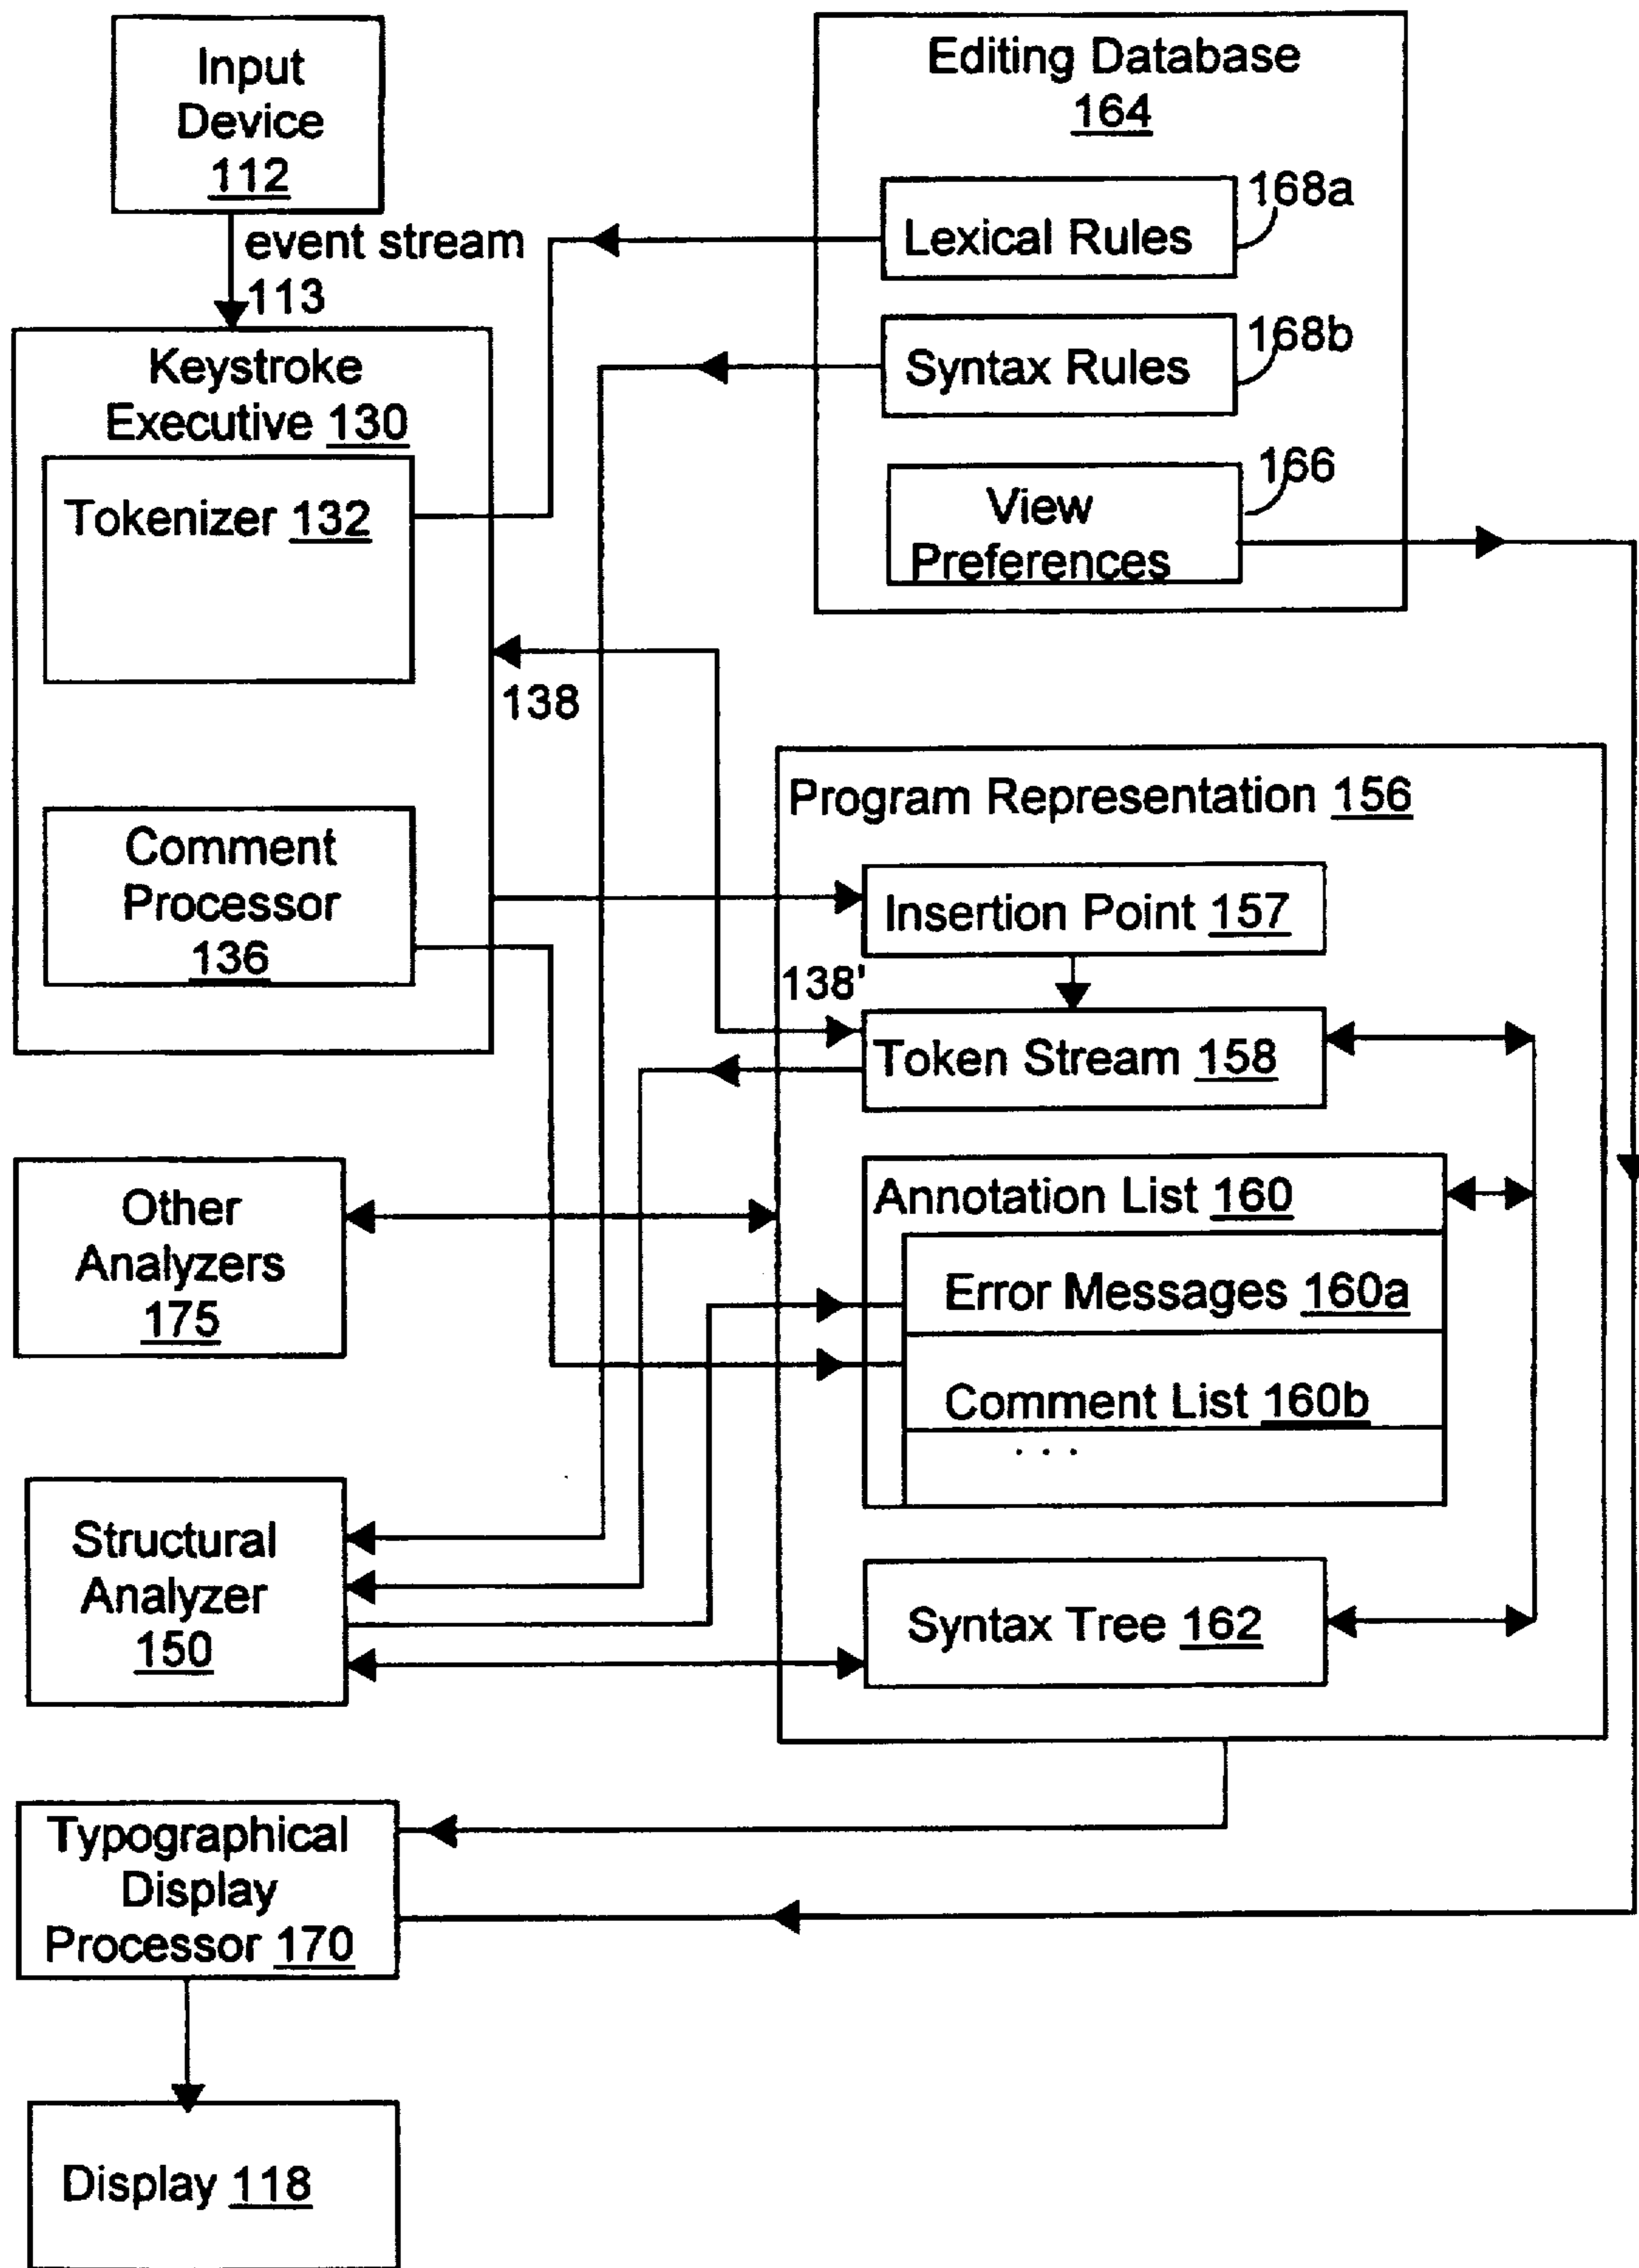 Input
Device
112
event stream
113
Editing Database
164
Lexical Rules
168a
Syntax Rules
168b
View
Preferences
166
Keystroke
Executive 130
Tokenizer 132
138
Comment
Processor
136
Program Representation 156
Insertion Point 157
138'
Token Stream 158
Other
Analyzers
175
Annotation List 160
Error Messages 160a
Comment List 160b
. . .
Structural
Analyzer
150
Syntax Tree 162
Typographical
Display
Processor 170
Display 118